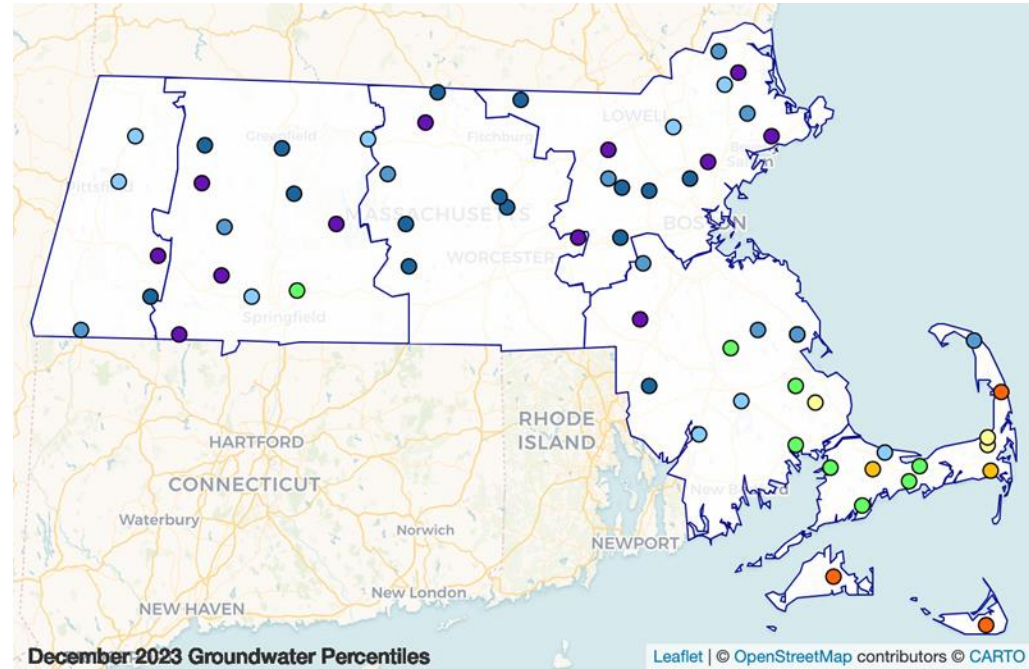 LOWELL
Greenfield
Fitchburg
Pittsfield
MASSACHUSETTS
BOSTON
WORCESTER
Springfield
RHODE
ISLAND
HARTFORD
CONNECTICUT
Waterbury
Norwich
NEWPORT
New London
NEW HAVEN
December 2023 Groundwater Percentiles
Leaflet | © OpenStreetMap contributors © CARTO